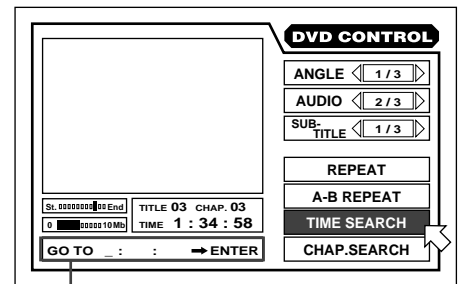 DVD CONTROL
ANGLE 1 / 3
AUDIO 2 / 3
SUB-
TITLE 1 / 3
REPEAT
A-B REPEAT
TIME SEARCH
CHAP.SEARCH
St. End
0 10Mb
TITLE 03 CHAP. 03
TIME 1 : 34 : 58
GO TO _ : : ➡ENTER